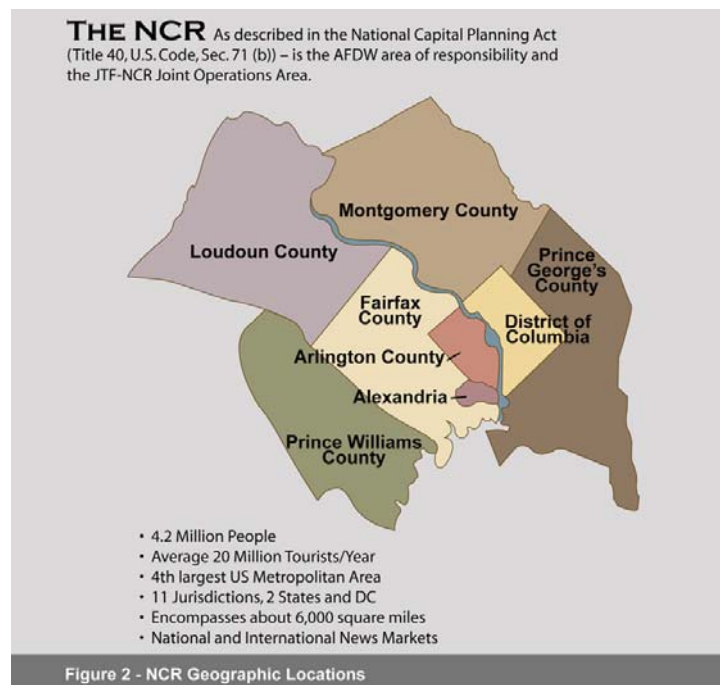 THE NCR As described in the National Capital Planning Act
(Title 40, U.S. Code, Sec. 71 (b)) – is the AFDW area of responsibility and
the JTF-NCR Joint Operations Area.
Montgomery County
Loudoun County
Prince
George's
County
Fairfax
County
District of
Columbia
Arlington County
Alexandria
Prince Williams
County
• 4.2 Million People
• Average 20 Million Tourists/Year
• 4th largest US Metropolitan Area
• 11 Jurisdictions, 2 States and DC
• Encompasses about 6,000 square miles
• National and International News Markets
Figure 2 - NCR Geographic Locations